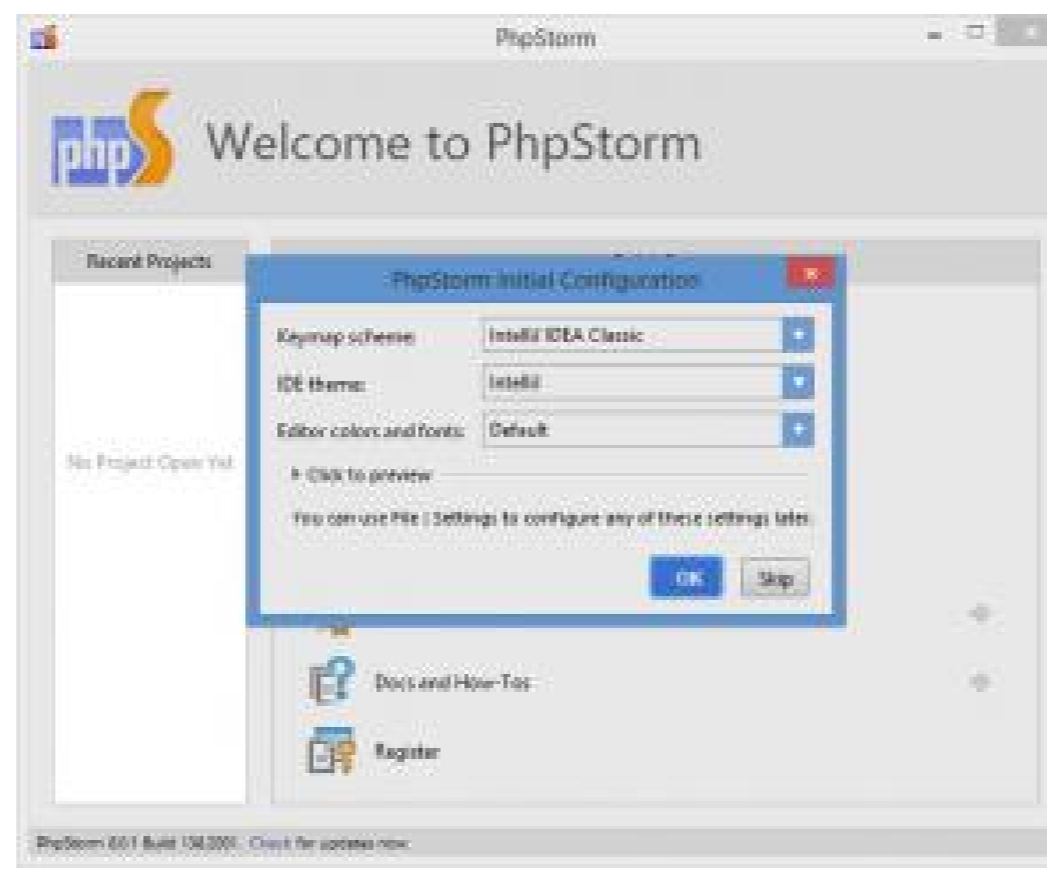 PhpStorm
php
Welcome to PhpStorm
Recent Projects
PhpStorm Initial Configuration
Keymap scheme: IntelliJ IDEA Classic
IDE theme: IntelliJ
Editor colors and fonts: Default
Click to preview
No Project Open Yet
You can use File | Settings to configure any of these settings later.
OK Skip
Docs and How-Tos
Register
PhpStorm Build Check for updates now.